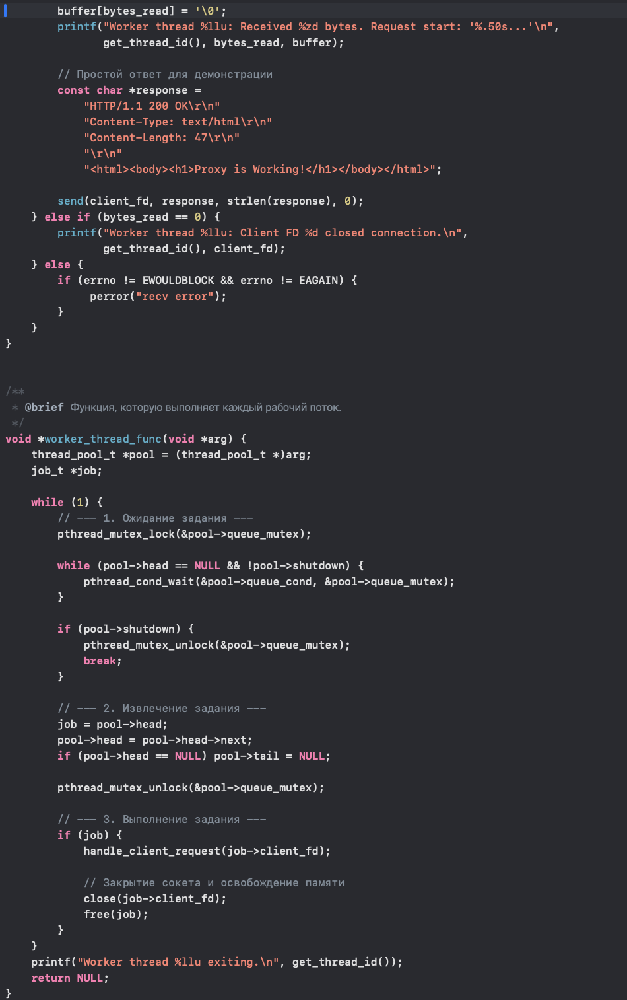 buffer[bytes_read] = '\0';
printf("Worker thread %llu: Received %zd bytes. Request start: '%.50s...'\n",
get_thread_id(), bytes_read, buffer);
// Простой ответ для демонстрации
const char *response =
"HTTP/1.1 200 OK\r\n"
"Content-Type: text/html\r\n"
"Content-Length: 47\r\n"
"\r\n"
"<html><body><h1>Proxy is Working!</h1></body></html>";
send(client_fd, response, strlen(response), 0);
} else if (bytes_read == 0) {
printf("Worker thread %llu: Client FD %d closed connection.\n",
get_thread_id(), client_fd);
} else {
if (errno != EWOULDBLOCK && errno != EAGAIN) {
perror("recv error");
}
}
}
/**
* @brief Функция, которую выполняет каждый рабочий поток.
*/
void *worker_thread_func(void *arg) {
thread_pool_t *pool = (thread_pool_t *)arg;
job_t *job;
while (1) {
// --- 1. Ожидание задания ---
pthread_mutex_lock(&pool->queue_mutex);
while (pool->head == NULL && !pool->shutdown) {
pthread_cond_wait(&pool->queue_cond, &pool->queue_mutex);
}
if (pool->shutdown) {
pthread_mutex_unlock(&pool->queue_mutex);
break;
}
// --- 2. Извлечение задания ---
job = pool->head;
pool->head = pool->head->next;
if (pool->head == NULL) pool->tail = NULL;
pthread_mutex_unlock(&pool->queue_mutex);
// --- 3. Выполнение задания ---
if (job) {
handle_client_request(job->client_fd);
// Закрытие сокета и освобождение памяти
close(job->client_fd);
free(job);
}
}
printf("Worker thread %llu exiting.\n", get_thread_id());
return NULL;
}